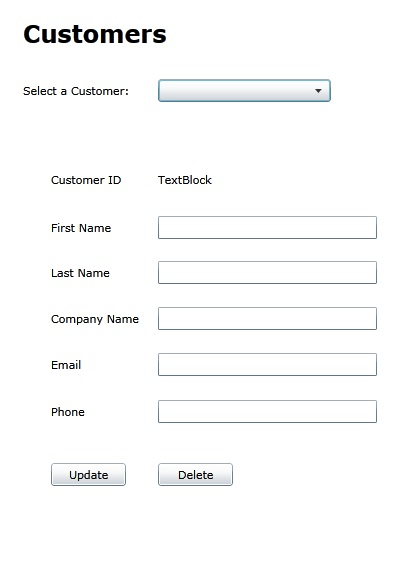 Customers
Select a Customer:
Customer ID TextBlock
First Name
Last Name
Company Name
Email
Phone
Update Delete